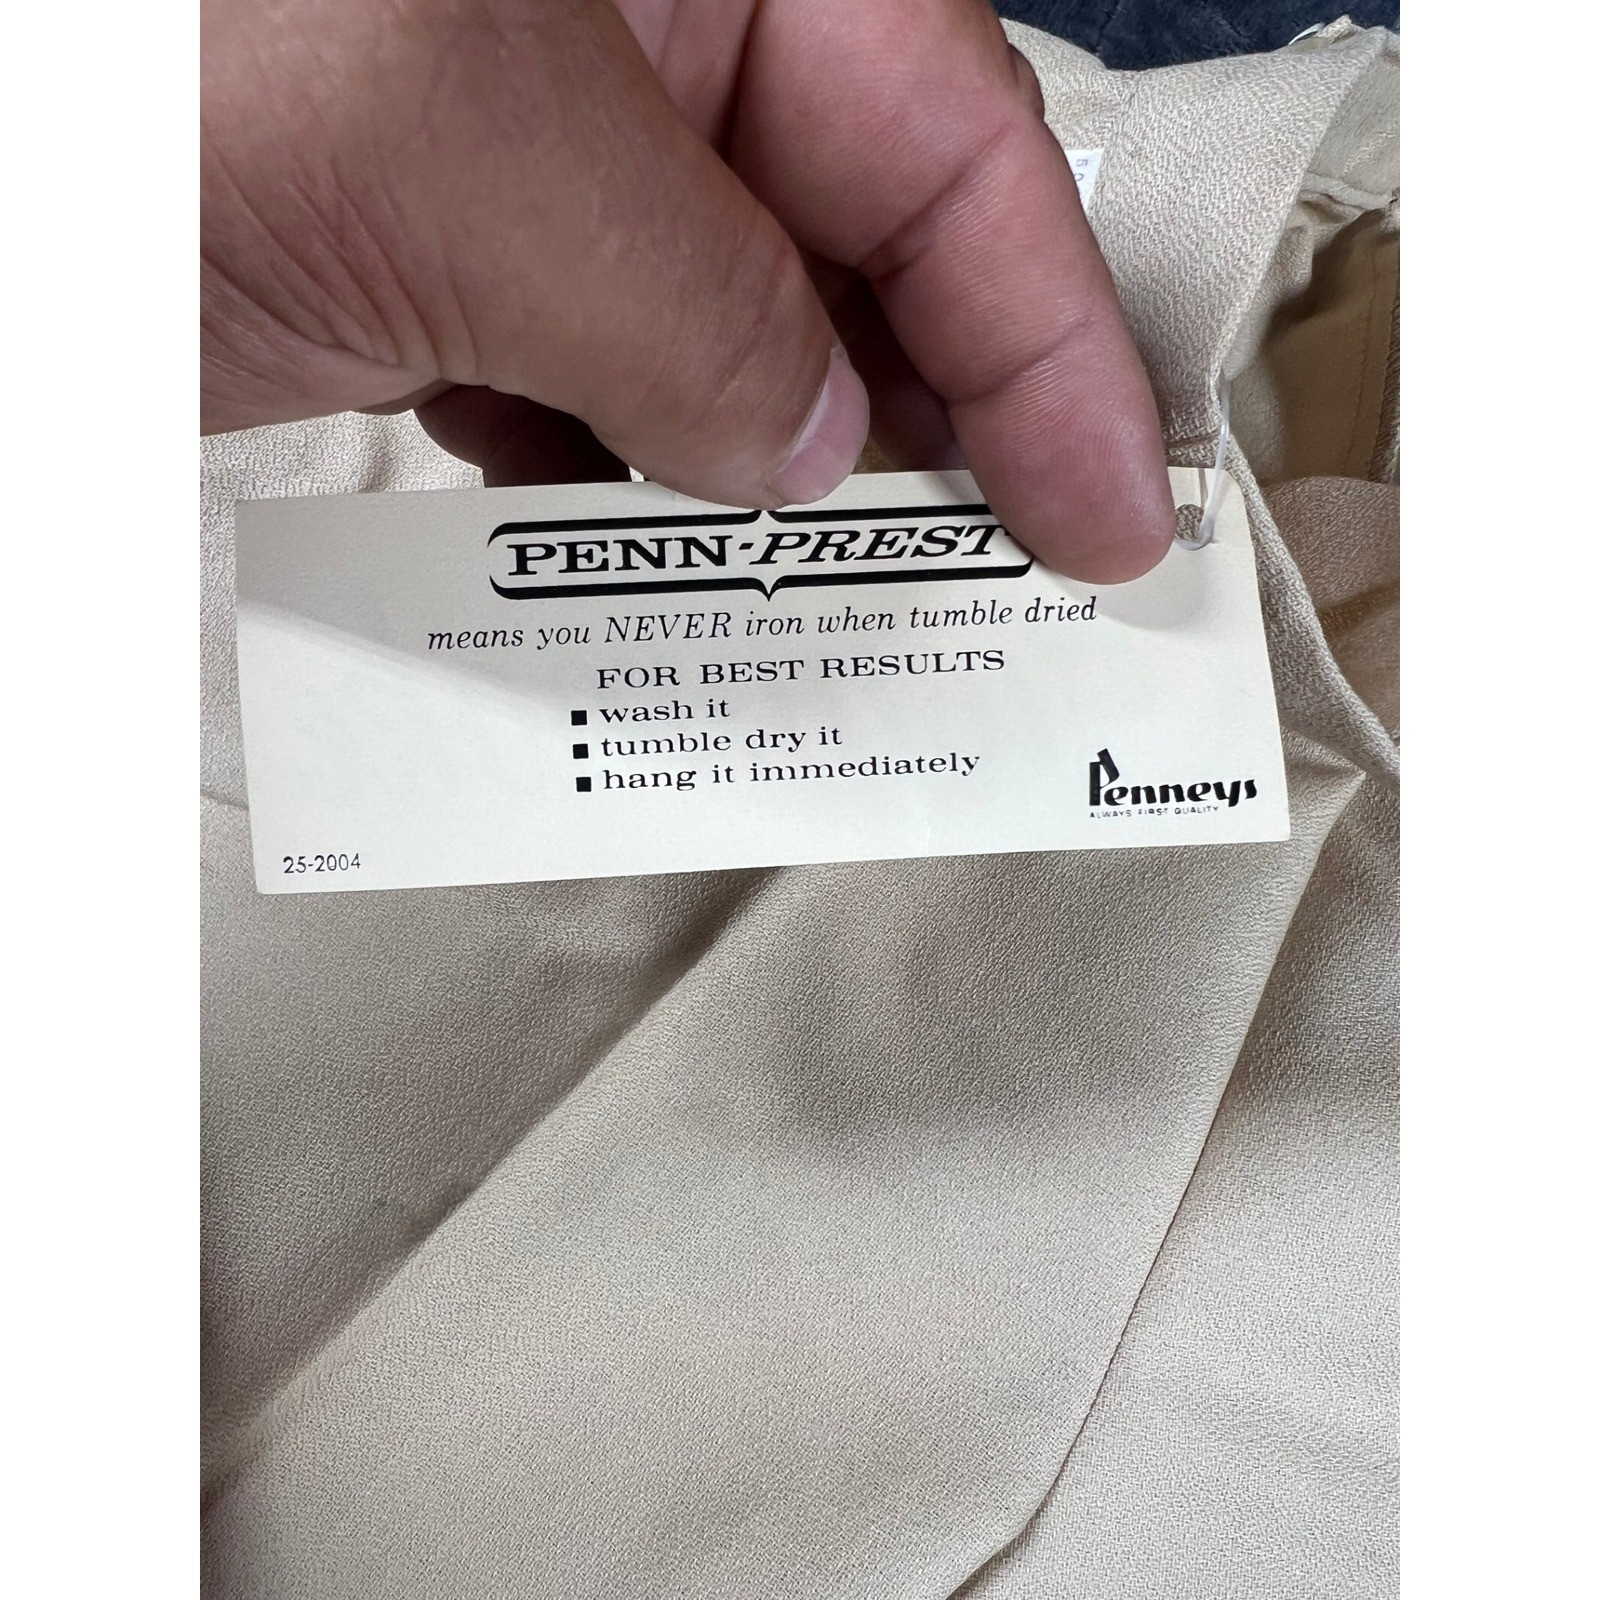 PENN-PREST
means you NEVER iron when tumble dried
FOR BEST RESULTS
■ wash it
■ tumble dry it
■ hang it immediately
Penneys
ALWAYS FIRST QUALITY
25-2004